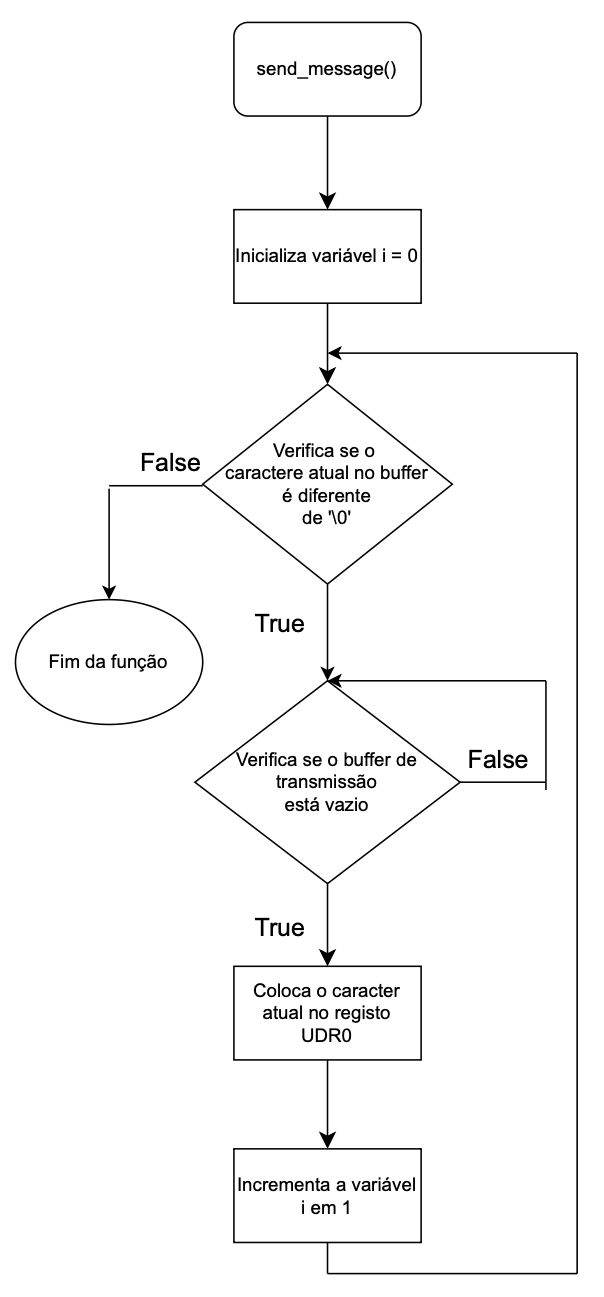 send_message()
Inicializa variável i = 0
Verifica se o
caractere atual no buffer
é diferente
de '\0'
False
Fim da função
True
Verifica se o buffer de
transmissão
está vazio
False
True
Coloca o caracter
atual no registo
UDR0
Incrementa a variável
i em 1